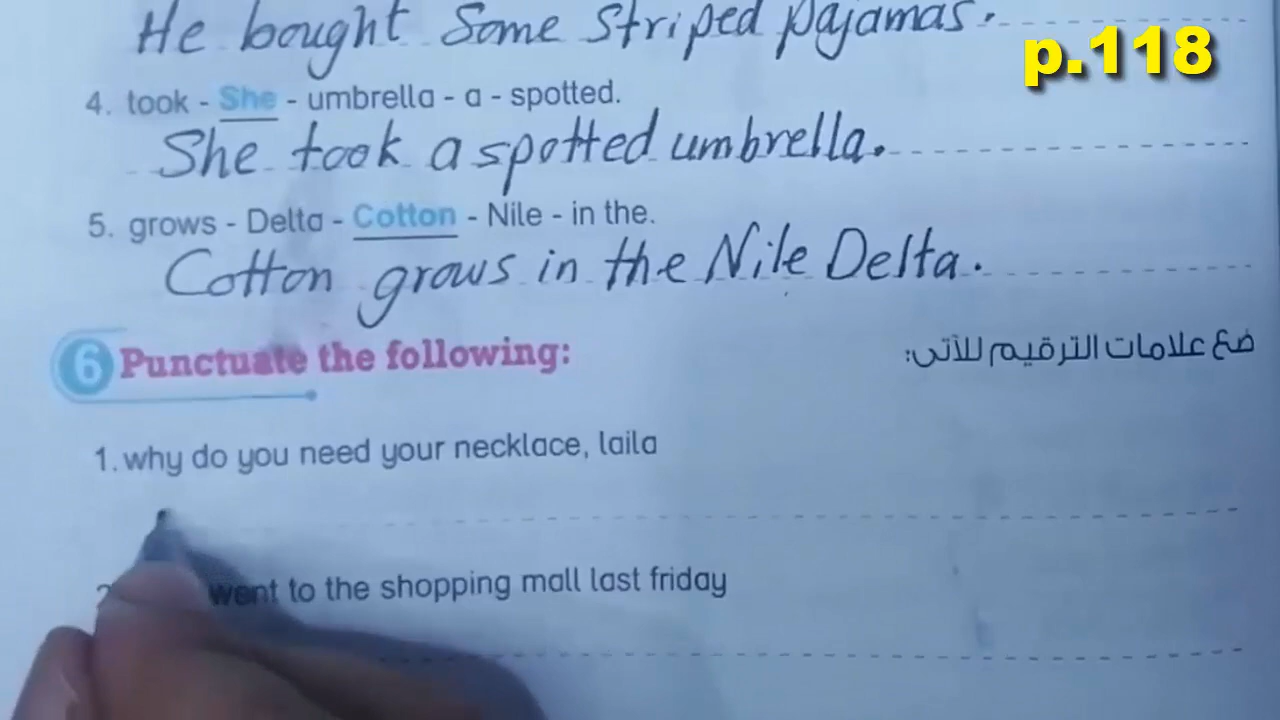 He bought some striped pajamas.
p.118
4. took - She - umbrella - a - spotted.
She took a spotted umbrella.
5. grows - Delta - Cotton - Nile - in the.
Cotton grows in the Nile Delta.
6 Punctuate the following:
ضع علامات الترقيم للآتى:
1. why do you need your necklace, laila
went to the shopping mall last friday